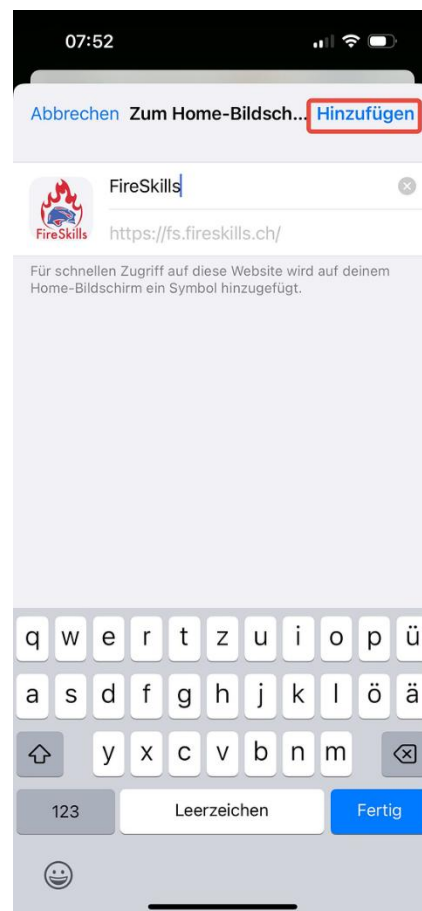 07:52
Abbrechen Zum Home-Bildsch... Hinzufügen
FireSkills
FireSkills
https://fs.fireskills.ch/
Für schnellen Zugriff auf diese Website wird auf deinem
Home-Bildschirm ein Symbol hinzugefügt.
q w e r t z u i o p ü
a s d f g h j k l ö ä
y x c v b n m
123 Leerzeichen Fertig